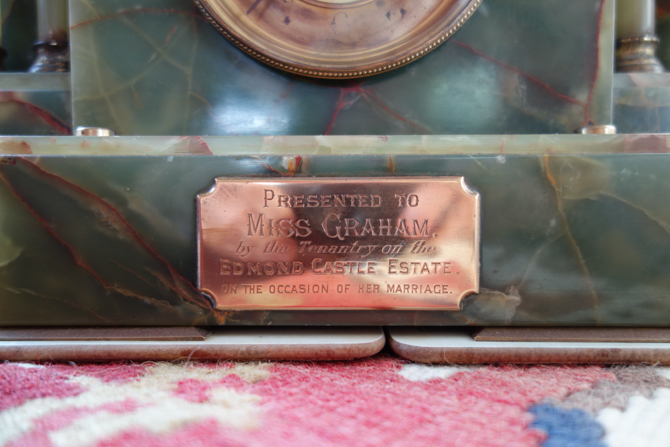 PRESENTED TO
MISS GRAHAM,
by the Tenantry on the
EDMOND CASTLE ESTATE.
ON THE OCCASION OF HER MARRIAGE.